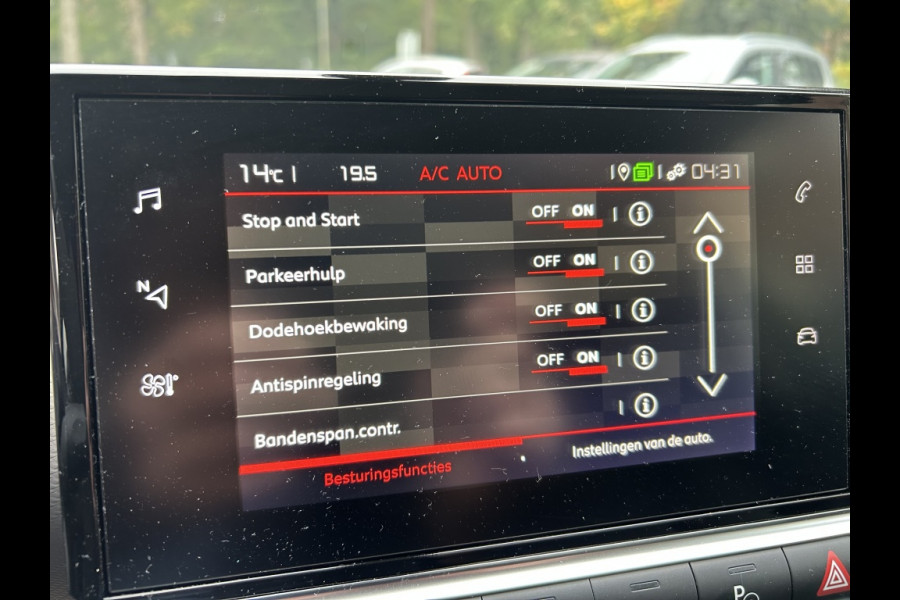 14°C 19.5 A/C AUTO 04:31
Stop and Start OFF ON
Parkeerhulp OFF ON
Dodehoekbewaking OFF ON
Antispinregeling OFF ON
Bandenspan.contr.
Besturingsfuncties Instellingen van de auto.
N
P